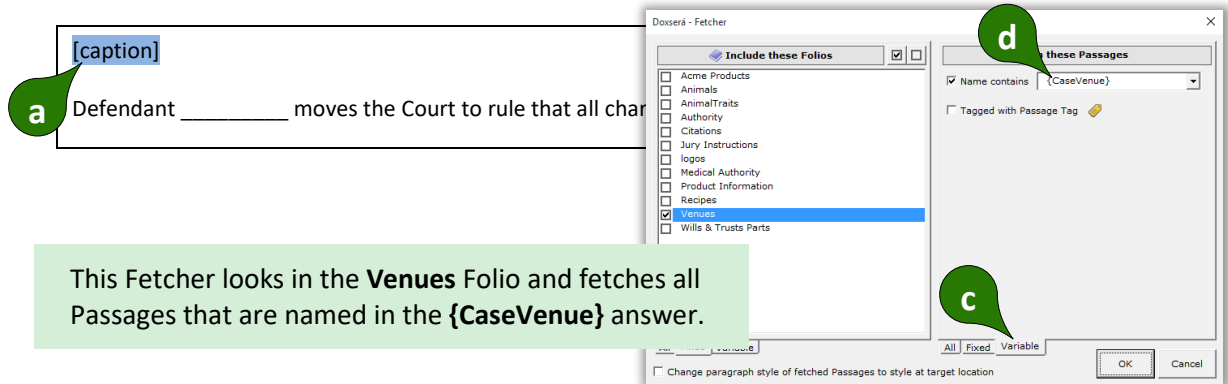 [caption]
a
Defendant _________ moves the Court to rule that all
This Fetcher looks in the Venues Folio and fetches all
Passages that are named in the {CaseVenue} answer.
Doxserá - Fetcher
Include these Folios
Acme Products
Animals
AnimalTraits
Authority
Citations
Jury Instructions
logos
Medical Authority
Product Information
Recipes
Venues
Wills & Trusts Parts
d
these Passages
Name contains {CaseVenue}
Tagged with Passage Tag
c
All Fixed Variable
Change paragraph style of fetched Passages to style at target location
OK Cancel